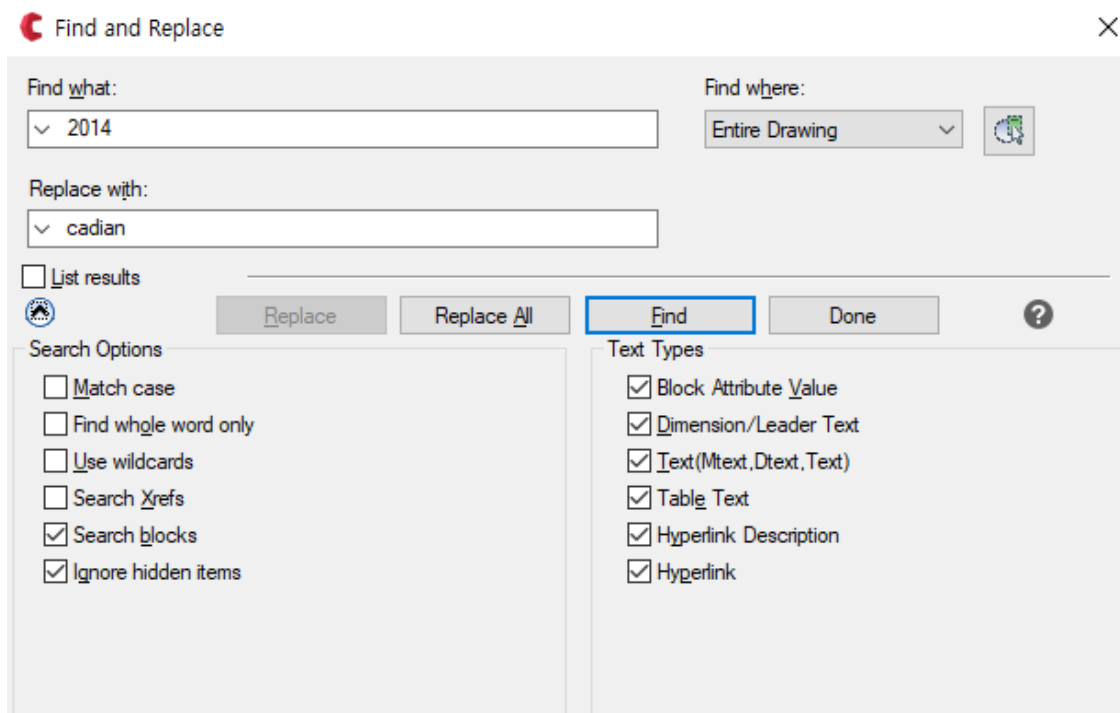 Find and Replace
Find what:
Find where:
2014
Entire Drawing
Replace with:
cadian
List results
Replace
Replace All
Find
Done
?
Search Options
Text Types
Match case
Block Attribute Value
Find whole word only
Dimension/Leader Text
Use wildcards
Text(Mtext,Dtext,Text)
Search Xrefs
Table Text
Search blocks
Hyperlink Description
Ignore hidden items
Hyperlink